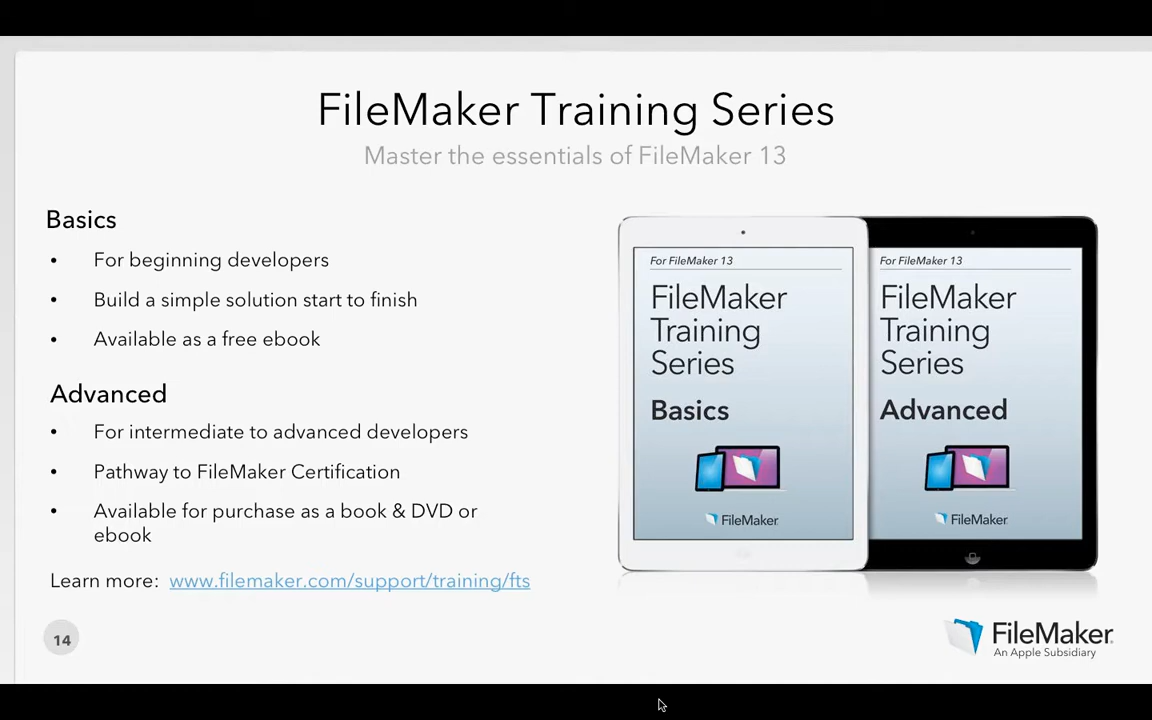 FileMaker Training Series
Master the essentials of FileMaker 13
Basics
• For beginning developers
• Build a simple solution start to finish
• Available as a free ebook
Advanced
• For intermediate to advanced developers
• Pathway to FileMaker Certification
• Available for purchase as a book & DVD or
ebook
Learn more: www.filemaker.com/support/training/fts
14
For FileMaker 13
FileMaker
Training
Series
Basics
FileMaker
For FileMaker 13
FileMaker
Training
Series
Advanced
FileMaker
FileMaker
An Apple Subsidiary